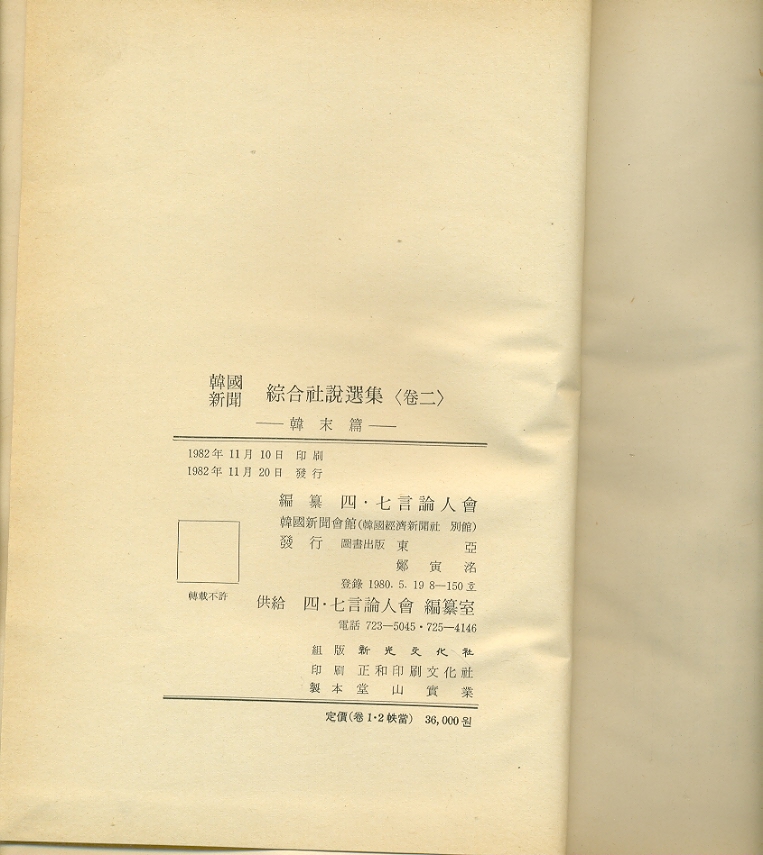 韓國
新聞 綜合社說選集〈卷二〉
── 韓末篇 ──
1982年 11月 10日 印刷
1982年 11月 20日 發行
編纂 四·七言論人會
韓國新聞會館(韓國經濟新聞社 別館)
發行 圖書出版 東亞
鄭寅洺
登錄 1980. 5. 19 8—150호
轉載不許
供給 四·七言論人會 編纂室
電話 723—5045·725—4146
組版 新光文化社
印刷 正和印刷文化社
製本 堂山實業
定價(卷1·2帙當) 36,000원